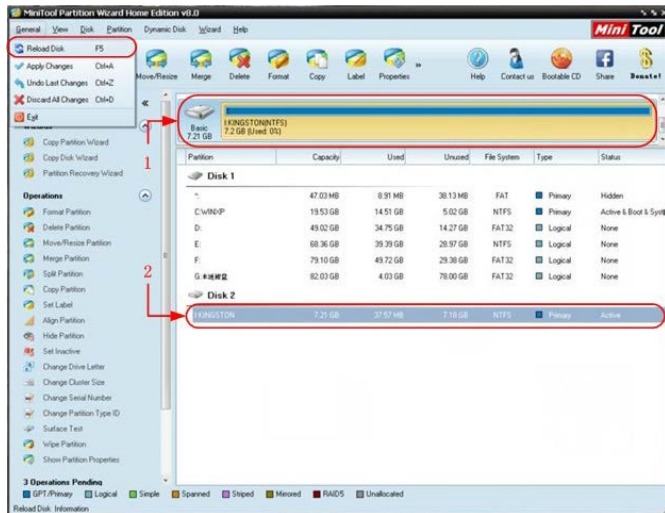 MiniTool Partition Wizard Home Edition v8.0
General View Disk Partition Dynamic Disk Wizard Help
Mini Tool
Reload Disk F5
Apply Changes Ctrl+A
Undo Last Changes Ctrl+Z
Discard All Changes Ctrl+D
Exit
Move/Resize Merge Delete Format Copy Label Properties » Help Contact us Bootable CD Share Donate!
Copy Partition Wizard
Copy Disk Wizard
Partition Recovery Wizard
1
Operations
Format Partition
Delete Partition
Move/Resize Partition
Merge Partition
Split Partition
Copy Partition
Set Label
Align Partition
Hide Partition
Set Inactive
Change Drive Letter
Change Cluster Size
Change Serial Number
Change Partition Type ID
Surface Test
Wipe Partition
Show Partition Properties
3 Operations Pending
2
Basic
7.21 GB
I:KINGSTON(NTFS)
7.2 GB (Used: 0%)
Partition Capacity Used Unused File System Type Status
Disk 1
*: 47.03 MB 8.91 MB 38.13 MB FAT Primary Hidden
C:WINXP 19.53 GB 14.51 GB 5.02 GB NTFS Primary Active & Boot & Syst
D: 49.02 GB 34.75 GB 14.27 GB FAT32 Logical None
E: 68.36 GB 39.39 GB 28.97 GB NTFS Logical None
F: 79.10 GB 49.72 GB 29.38 GB FAT32 Logical None
G: 82.03 GB 4.03 GB 78.00 GB FAT32 Logical None
Disk 2
I:KINGSTON 7.21 GB 37.57 MB 7.18 GB NTFS Primary Active
GPT/Primary Logical Simple Spanned Striped Mirrored RAID5 Unallocated
Reload Disk Information